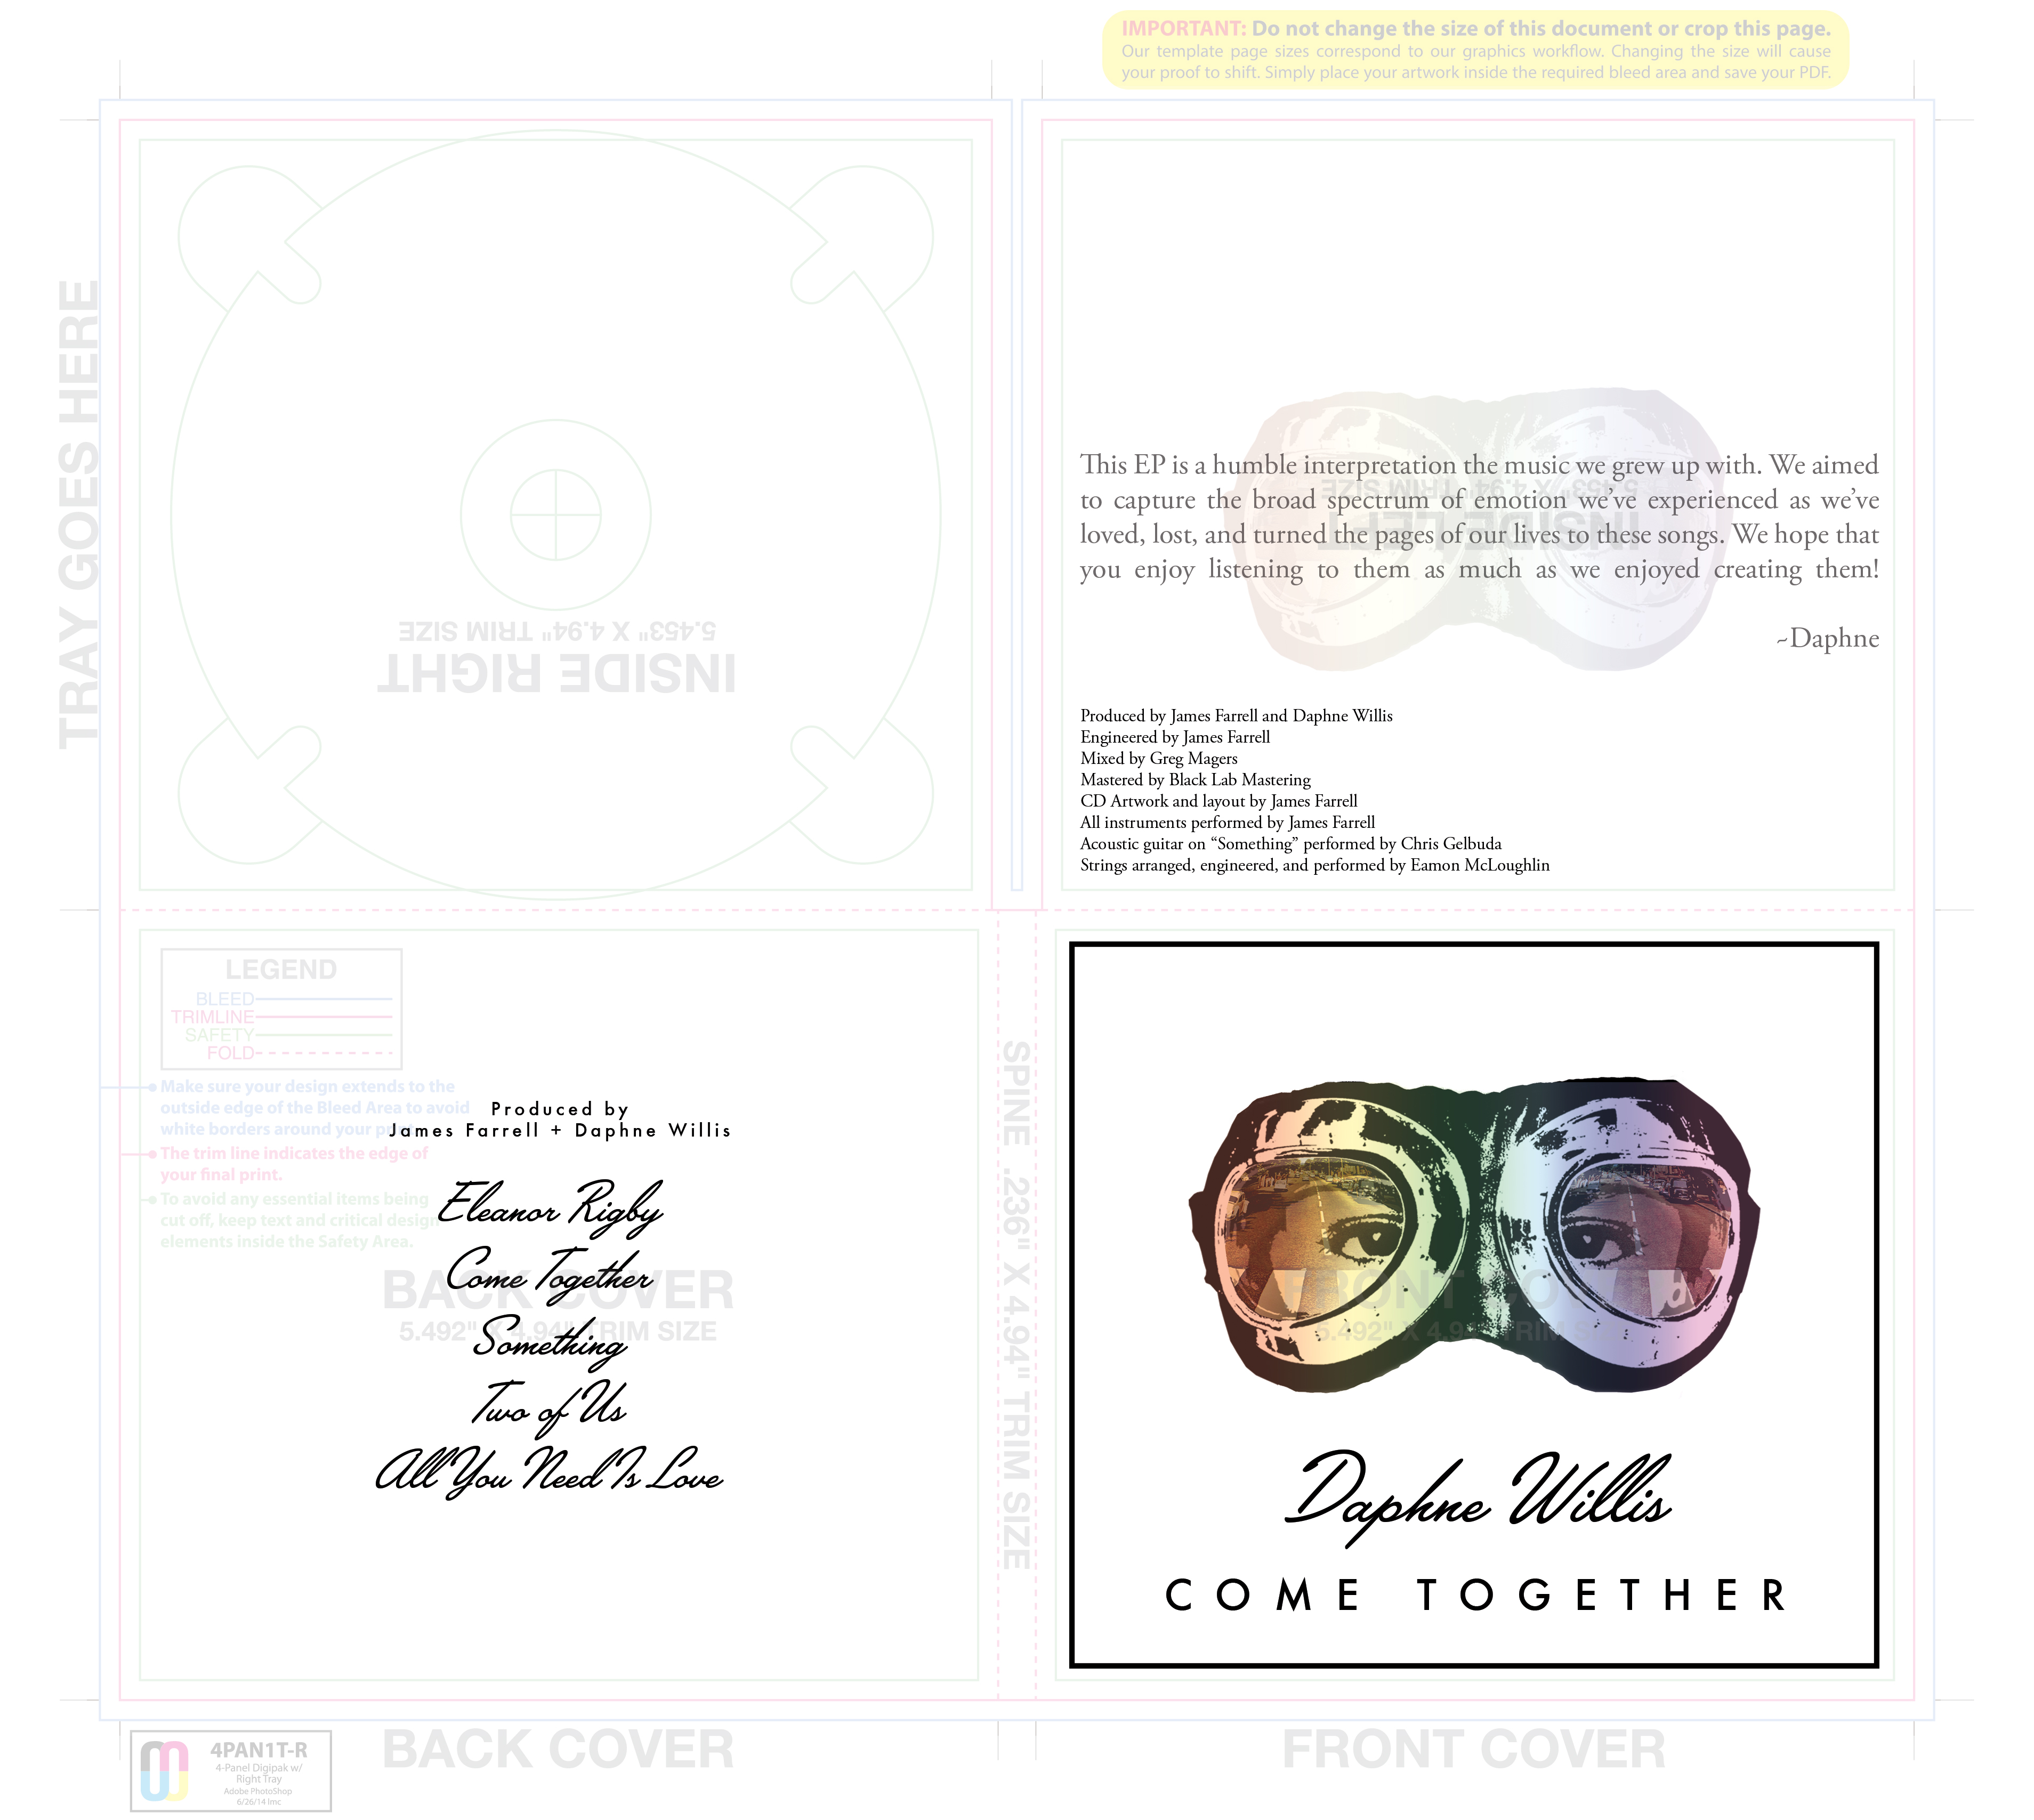 IMPORTANT: Do not change the size of this document or crop this page.
Our template page sizes correspond to our graphics workflow. Changing the size will cause
your proof to shift. Simply place your artwork inside the required bleed area and save your PDF.
TRAY GOES HERE
5.453" X 4.94" TRIM SIZE
INSIDE RIGHT
This EP is a humble interpretation the music we grew up with. We aimed
to capture the broad spectrum of emotion we've experienced as we've
loved, lost, and turned the pages of our lives to these songs. We hope that
you enjoy listening to them as much as we enjoyed creating them!
~Daphne
5.453" X 4.94" TRIM SIZE
INSIDE LEFT
Produced by James Farrell and Daphne Willis
Engineered by James Farrell
Mixed by Greg Magers
Mastered by Black Lab Mastering
CD Artwork and layout by James Farrell
All instruments performed by James Farrell
Acoustic guitar on “Something” performed by Chris Gelbuda
Strings arranged, engineered, and performed by Eamon McLoughlin
LEGEND
BLEED
TRIMLINE
SAFETY
FOLD
Make sure your design extends to the
outside edge of the Bleed Area to avoid
white borders around your
The trim line indicates the edge of
your final print.
To avoid any essential items being
cut off, keep text and critical design
elements inside the Safety Area.
Produced by
James Farrell + Daphne Willis
Eleanor Rigby
Come Together
Something
Two of Us
All You Need Is Love
BACK COVER
5.492" X 4.94" TRIM SIZE
SPINE .236" X 4.94" TRIM SIZE
FRONT COVER
5.492" X 4.94" TRIM SIZE
Daphne Willis
COME TOGETHER
BACK COVER
FRONT COVER
4PAN1T-R
4-Panel Digipak w/
Right Tray
Adobe PhotoShop
6/26/14 lmc